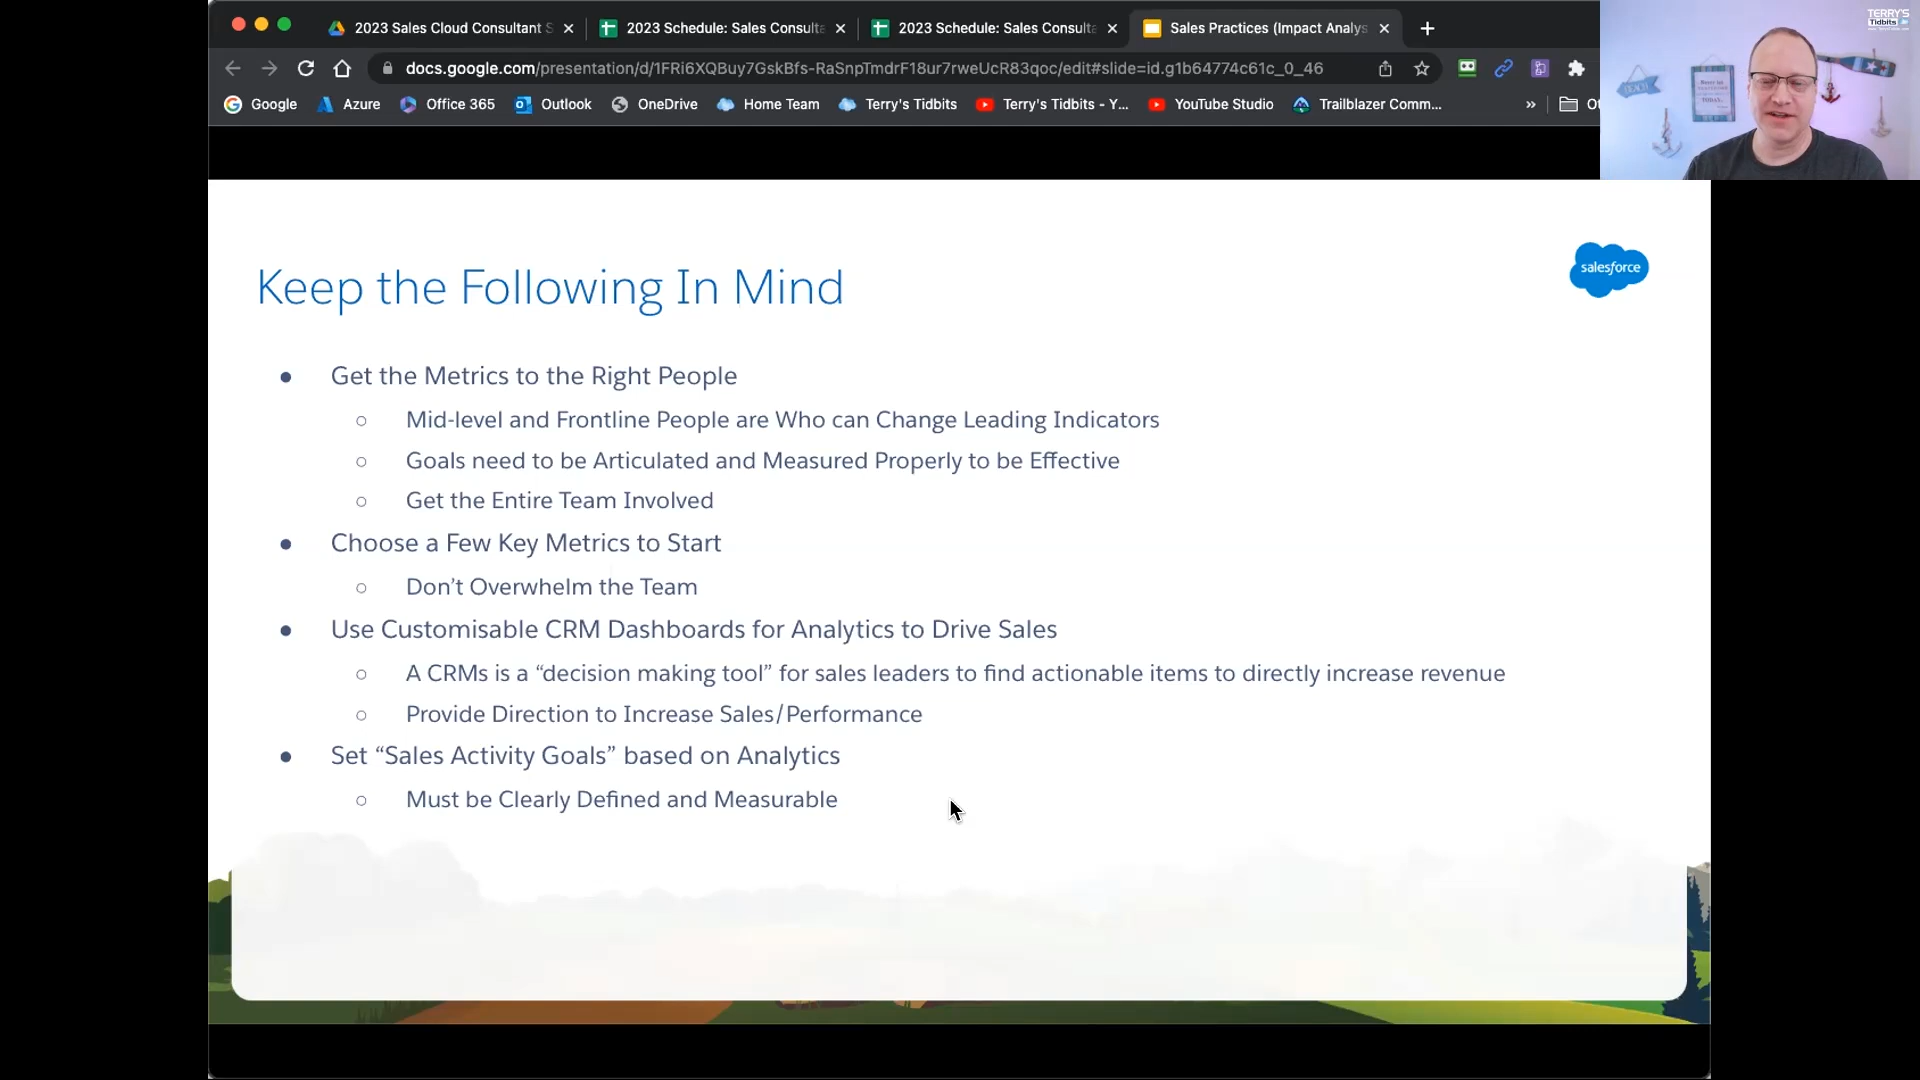 2023 Sales Cloud Consultant S
2023 Schedule: Sales Consulta
2023 Schedule: Sales Consulta
Sales Practices (Impact Analys
docs.google.com/presentation/d/1FRi6XQBuy7GskBfs-RaSnpTmdrF18ur7rweUcR83qoc/edit#slide=id.g1b64774c61c_0_46
Google
Azure
Office 365
Outlook
OneDrive
Home Team
Terry's Tidbits
Terry's Tidbits - Y...
YouTube Studio
Trailblazer Comm...
»
Ot
TERRY'S
Tidbits
BEACH
TODAY
Keep the Following In Mind
salesforce
● Get the Metrics to the Right People
○ Mid-level and Frontline People are Who can Change Leading Indicators
○ Goals need to be Articulated and Measured Properly to be Effective
○ Get the Entire Team Involved
● Choose a Few Key Metrics to Start
○ Don’t Overwhelm the Team
● Use Customisable CRM Dashboards for Analytics to Drive Sales
○ A CRMs is a “decision making tool” for sales leaders to find actionable items to directly increase revenue
○ Provide Direction to Increase Sales/Performance
● Set “Sales Activity Goals” based on Analytics
○ Must be Clearly Defined and Measurable